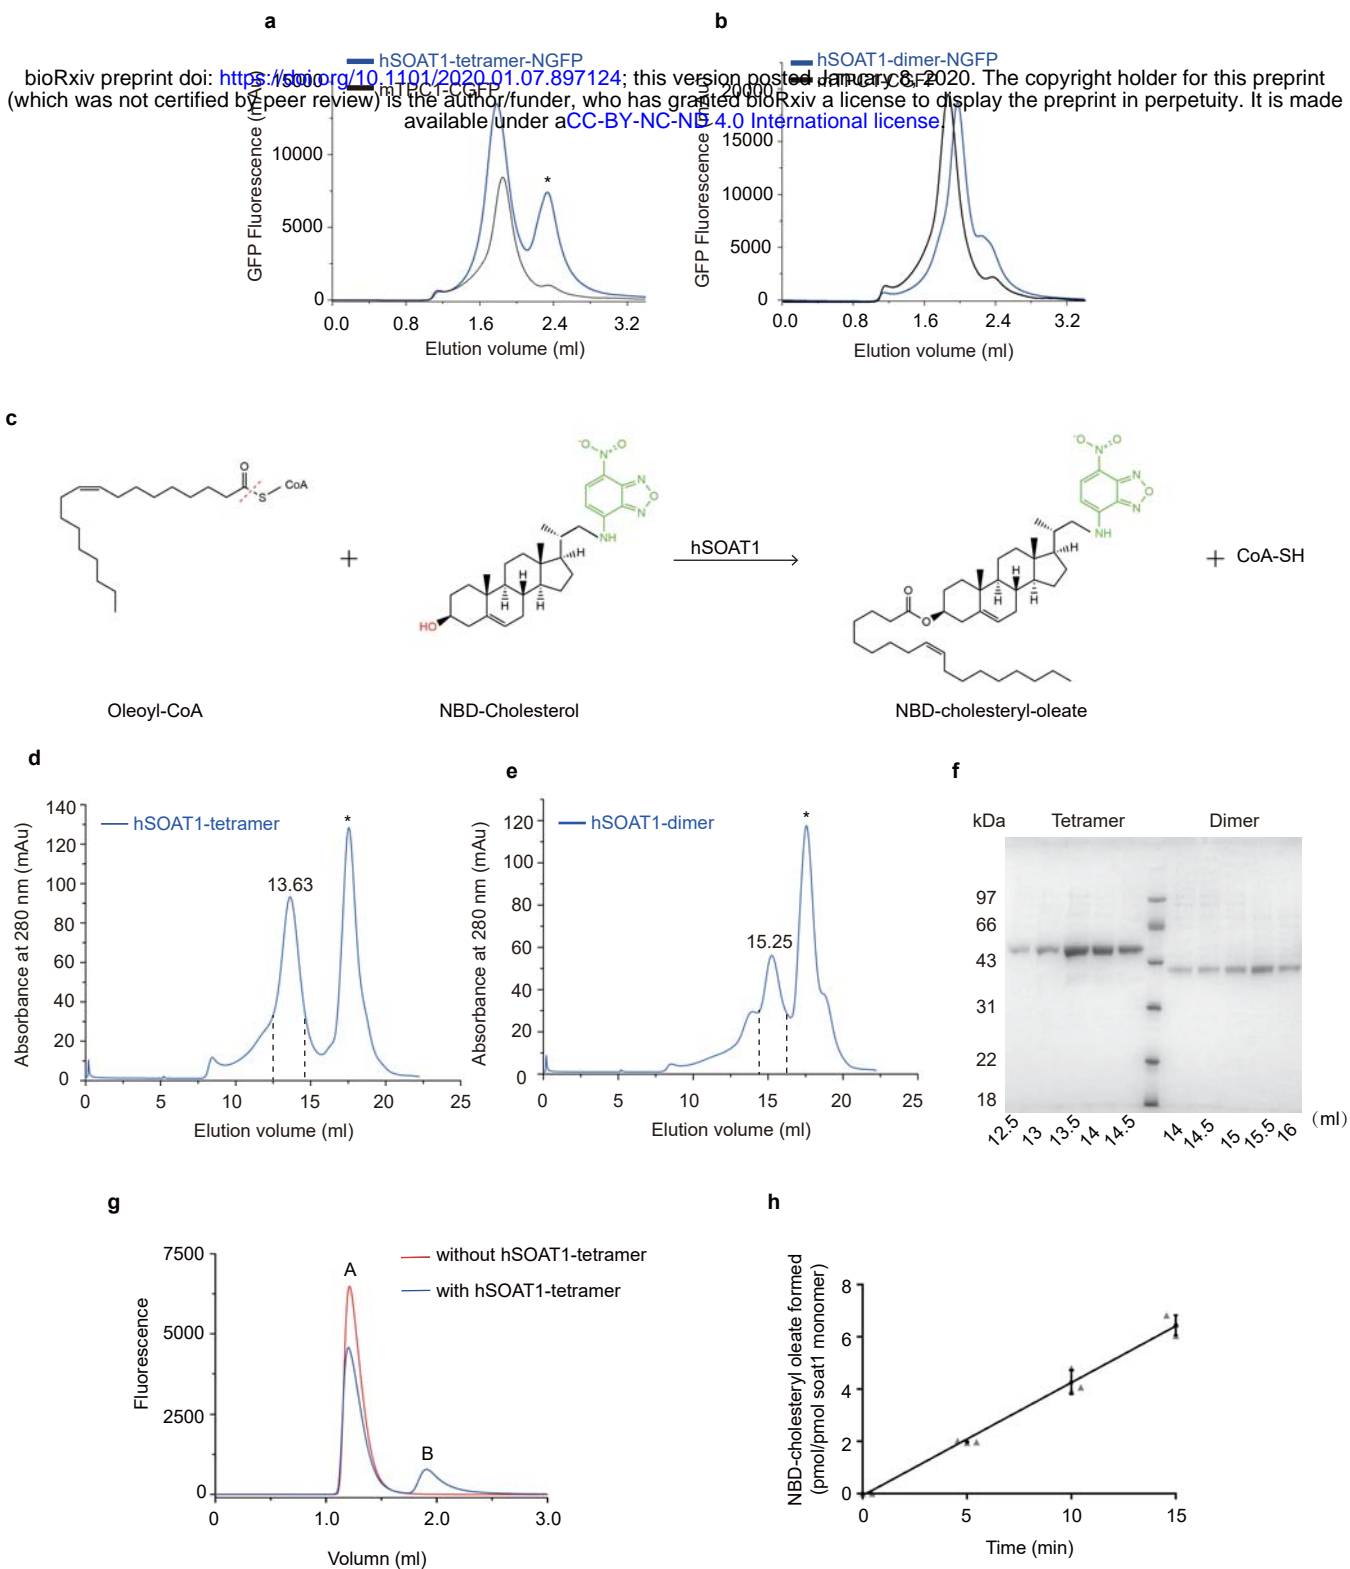 a
b
hSOAT1-tetramer-NGFP
hSOAT1-dimer-NGFP
bioRxiv preprint doi: https://doi.org/10.1101/2020.01.07.897124; this version posted January 8, 2020. The copyright holder for this preprint
(which was not certified by peer review) is the author/funder, who has granted bioRxiv a license to display the preprint in perpetuity. It is made
available under aCC-BY-NC-ND 4.0 International license.
mTPC1-CGFP
mTPC1-CGFP
GFP Fluorescence (mAu)
15000
10000
5000
0
*
0.0 0.8 1.6 2.4 3.2
Elution volume (ml)
GFP Fluorescence (mAu)
20000
15000
10000
5000
0
0.0 0.8 1.6 2.4 3.2
Elution volume (ml)
c
O
S
CoA
+
-O
N+
O
N
O
N
NH
H
H
H
H
HO
hSOAT1
-O
N+
O
N
O
N
NH
H
H
H
H
O
O
+ CoA-SH
Oleoyl-CoA
NBD-Cholesterol
NBD-cholesteryl-oleate
d
Absorbance at 280 nm (mAu)
140
120
100
80
60
40
20
0
hSOAT1-tetramer
13.63
*
0 5 10 15 20 25
Elution volume (ml)
e
Absorbance at 280 nm (mAu)
120
100
80
60
40
20
0
hSOAT1-dimer
15.25
*
0 5 10 15 20 25
Elution volume (ml)
f
kDa Tetramer Dimer
97
66
43
31
22
18
12.5 13 13.5 14 14.5 14 14.5 15 15.5 16 (ml)
g
Fluorescence
7500
5000
2500
0
A
B
without hSOAT1-tetramer
with hSOAT1-tetramer
0 1.0 2.0 3.0
Volumn (ml)
h
NBD-cholesteryl oleate formed
(pmol/pmol soat1 monomer)
8
6
4
2
0
0 5 10 15
Time (min)